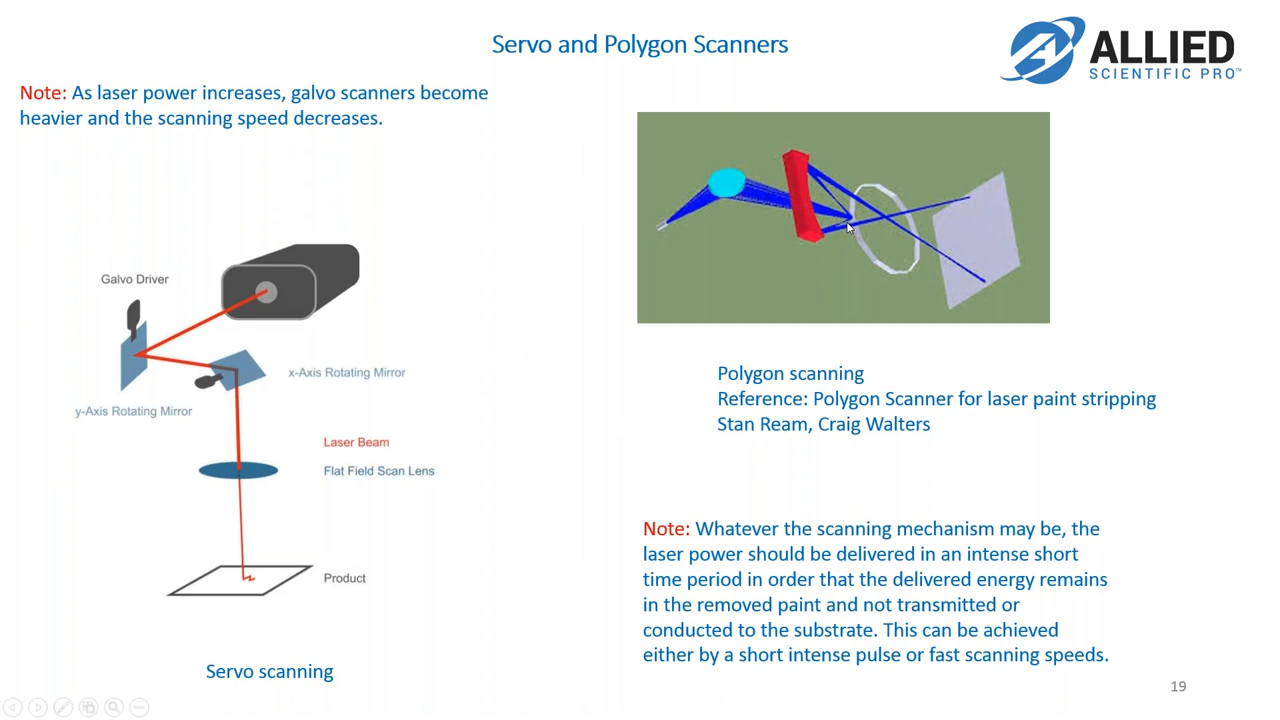 Servo and Polygon Scanners
ALLIED
SCIENTIFIC PRO™
Note: As laser power increases, galvo scanners become
heavier and the scanning speed decreases.
Galvo Driver
x-Axis Rotating Mirror
y-Axis Rotating Mirror
Laser Beam
Flat Field Scan Lens
Product
Servo scanning
Polygon scanning
Reference: Polygon Scanner for laser paint stripping
Stan Ream, Craig Walters
Note: Whatever the scanning mechanism may be, the
laser power should be delivered in an intense short
time period in order that the delivered energy remains
in the removed paint and not transmitted or
conducted to the substrate. This can be achieved
either by a short intense pulse or fast scanning speeds.
19